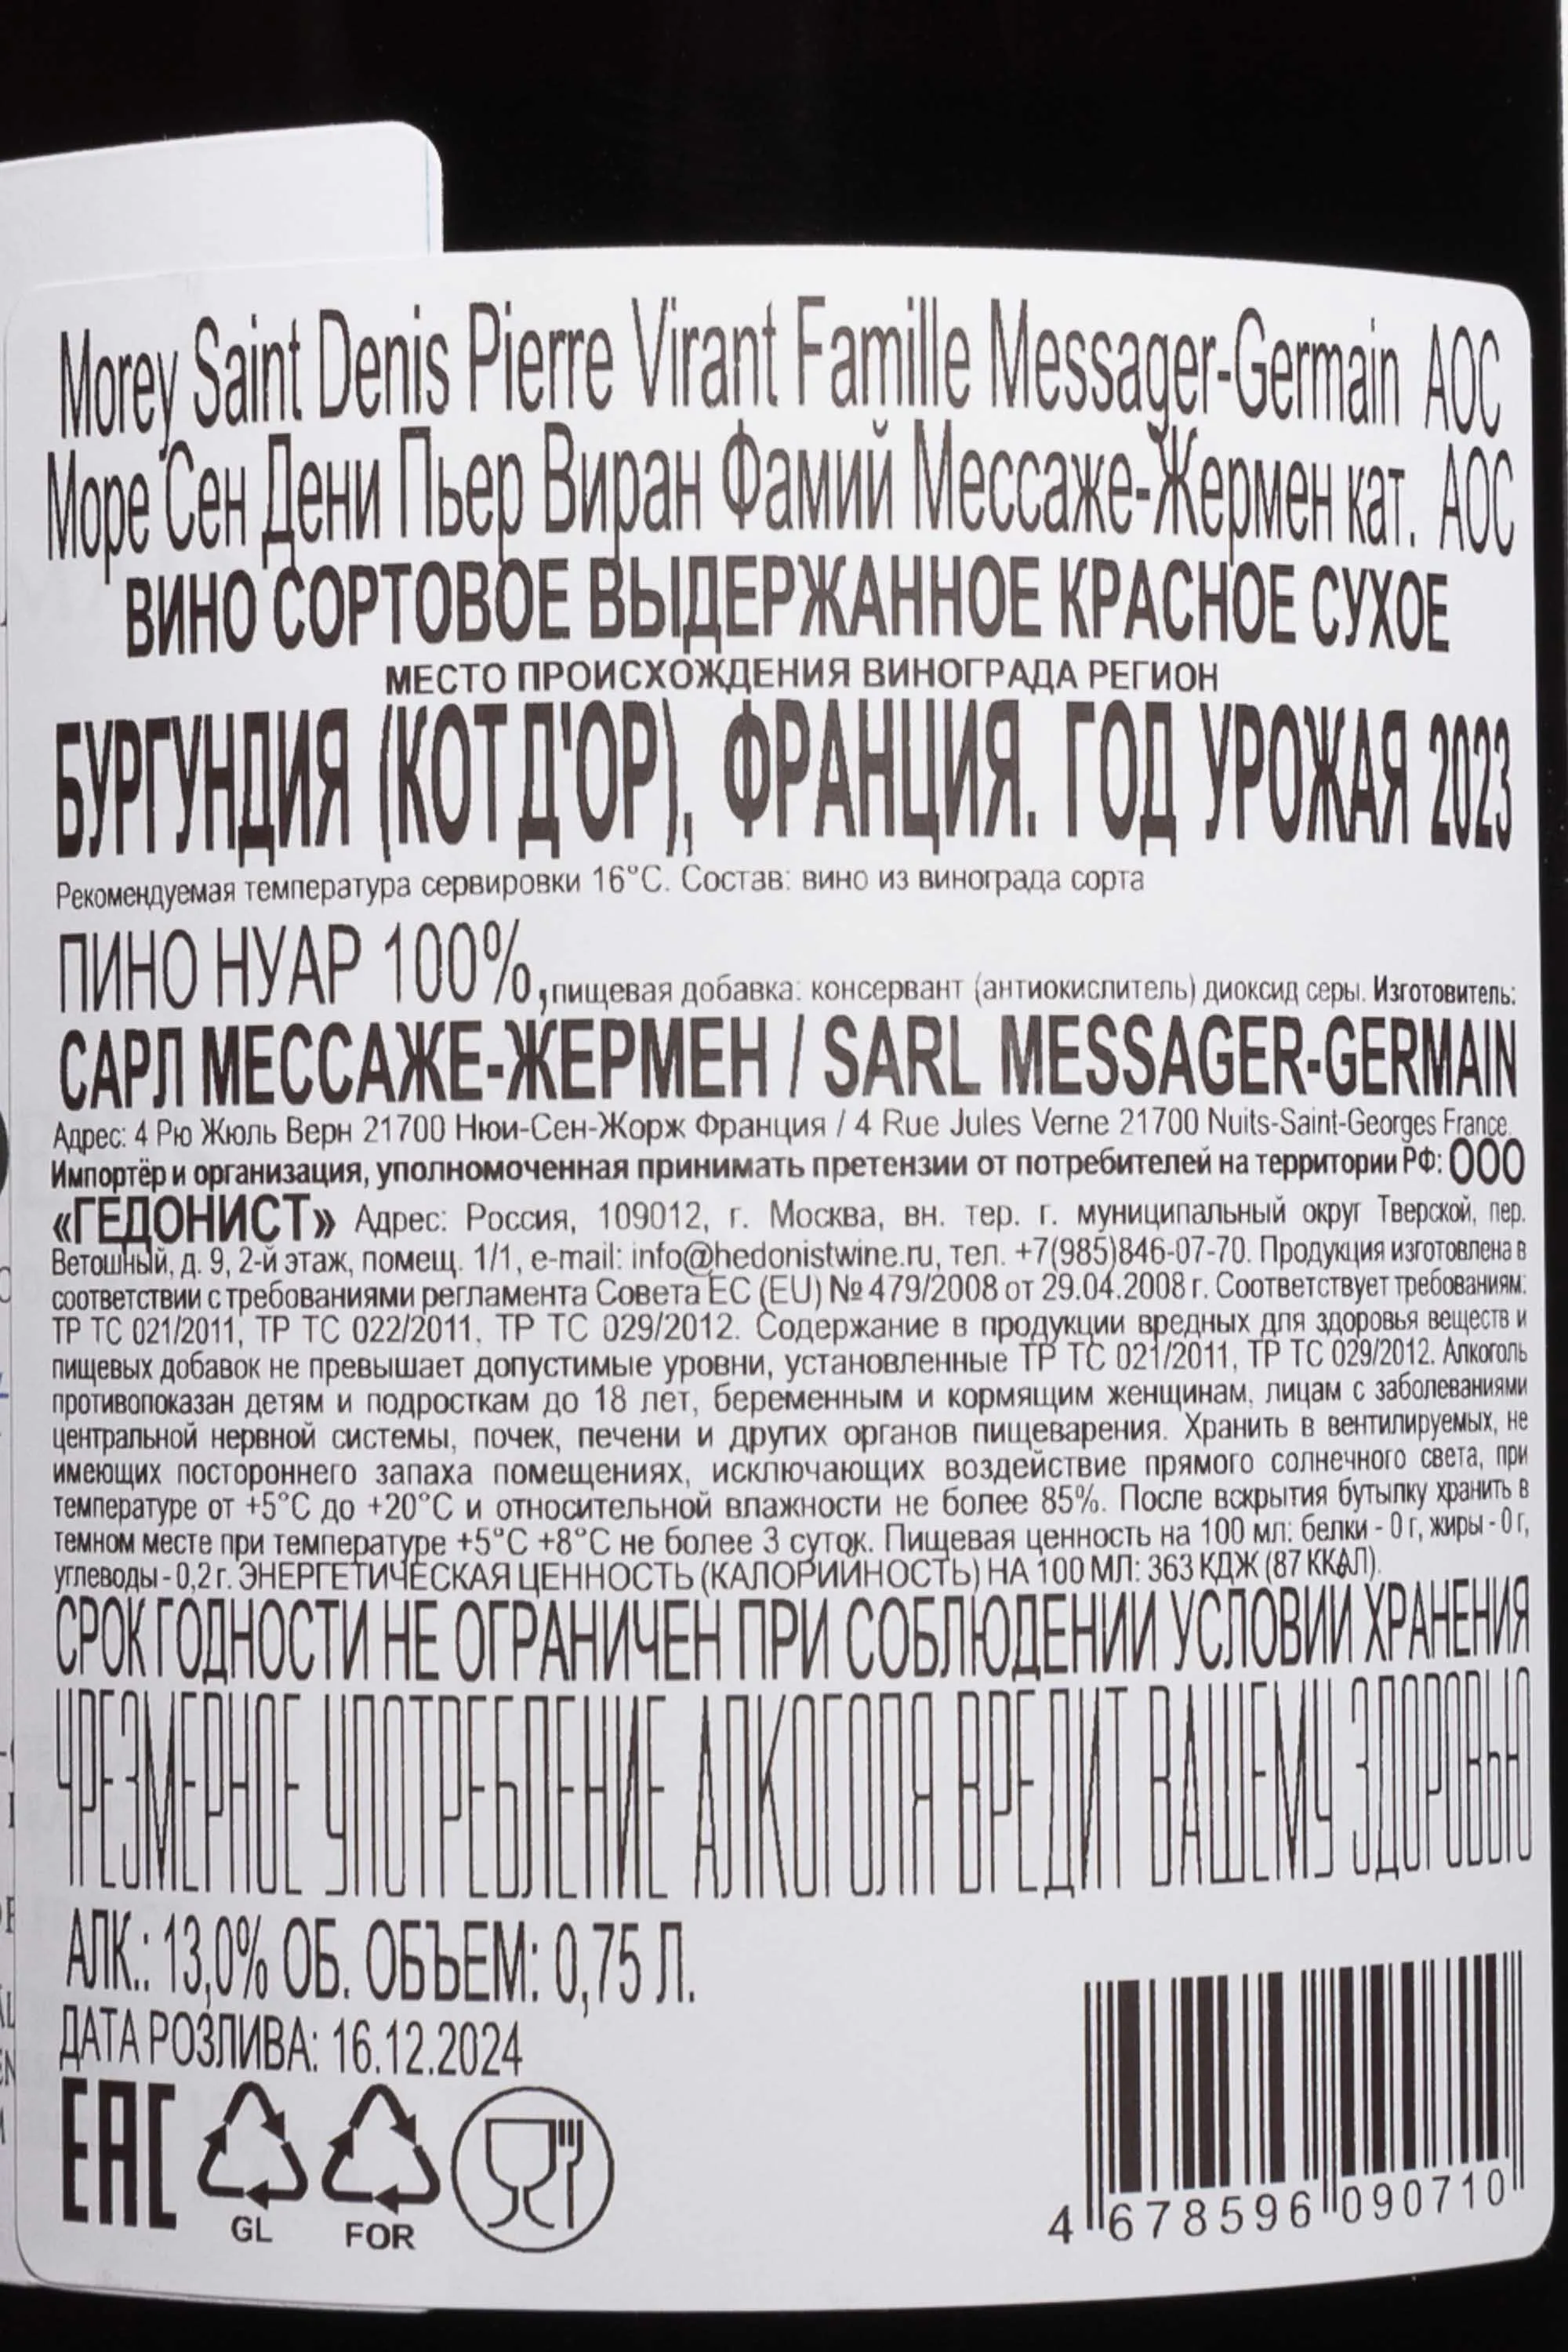 Morey Saint Denis Pierre Virant Famille Messager-Germain AOC
Море Сен Дени Пьер Виран Фамий Мессаже-Жермен кат. АОС
ВИНО СОРТОВОЕ ВЫДЕРЖАННОЕ КРАСНОЕ СУХОЕ
МЕСТО ПРОИСХОЖДЕНИЯ ВИНОГРАДА РЕГИОН
БУРГУНДИЯ (КОТ Д'ОР), ФРАНЦИЯ. ГОД УРОЖАЯ 2023
Рекомендуемая температура сервировки 16°С. Состав: вино из винограда сорта
ПИНО НУАР 100%, пищевая добавка: консервант (антиокислитель) диоксид серы. Изготовитель:
САРЛ МЕССАЖЕ-ЖЕРМЕН / SARL MESSAGER-GERMAIN
Адрес: 4 Рю Жюль Верн 21700 Нюи-Сен-Жорж Франция / 4 Rue Jules Verne 21700 Nuits-Saint-Georges France.
Импортёр и организация, уполномоченная принимать претензии от потребителей на территории РФ: ООО
«ГЕДОНИСТ» Адрес: Россия, 109012, г. Москва, вн. тер. г. муниципальный округ Тверской, пер.
Ветошный, д. 9, 2-й этаж, помещ. 1/1, e-mail: info@hedonistwine.ru, тел. +7(985)846-07-70. Продукция изготовлена в
соответствии с требованиями регламента Совета ЕС (EU) № 479/2008 от 29.04.2008 г. Соответствует требованиям:
ТР ТС 021/2011, ТР ТС 022/2011, ТР ТС 029/2012. Содержание в продукции вредных для здоровья веществ и
пищевых добавок не превышает допустимые уровни, установленные ТР ТС 021/2011, ТР ТС 029/2012. Алкоголь
противопоказан детям и подросткам до 18 лет, беременным и кормящим женщинам, лицам с заболеваниями
центральной нервной системы, почек, печени и других органов пищеварения. Хранить в вентилируемых, не
имеющих постороннего запаха помещениях, исключающих воздействие прямого солнечного света, при
температуре от +5°С до +20°С и относительной влажности не более 85%. После вскрытия бутылку хранить в
темном месте при температуре +5°С +8°С не более 3 суток. Пищевая ценность на 100 мл: белки - 0 г, жиры - 0 г,
углеводы - 0,2 г. ЭНЕРГЕТИЧЕСКАЯ ЦЕННОСТЬ (КАЛОРИЙНОСТЬ) НА 100 МЛ: 363 КДЖ (87 ККАЛ).
СРОК ГОДНОСТИ НЕ ОГРАНИЧЕН ПРИ СОБЛЮДЕНИИ УСЛОВИЙ ХРАНЕНИЯ
ЧРЕЗМЕРНОЕ УПОТРЕБЛЕНИЕ АЛКОГОЛЯ ВРЕДИТ ВАШЕМУ ЗДОРОВЬЮ
АЛК.: 13,0% ОБ. ОБЪЕМ: 0,75 Л.
ДАТА РОЗЛИВА: 16.12.2024
EAC
GL FOR
4 678596 090710